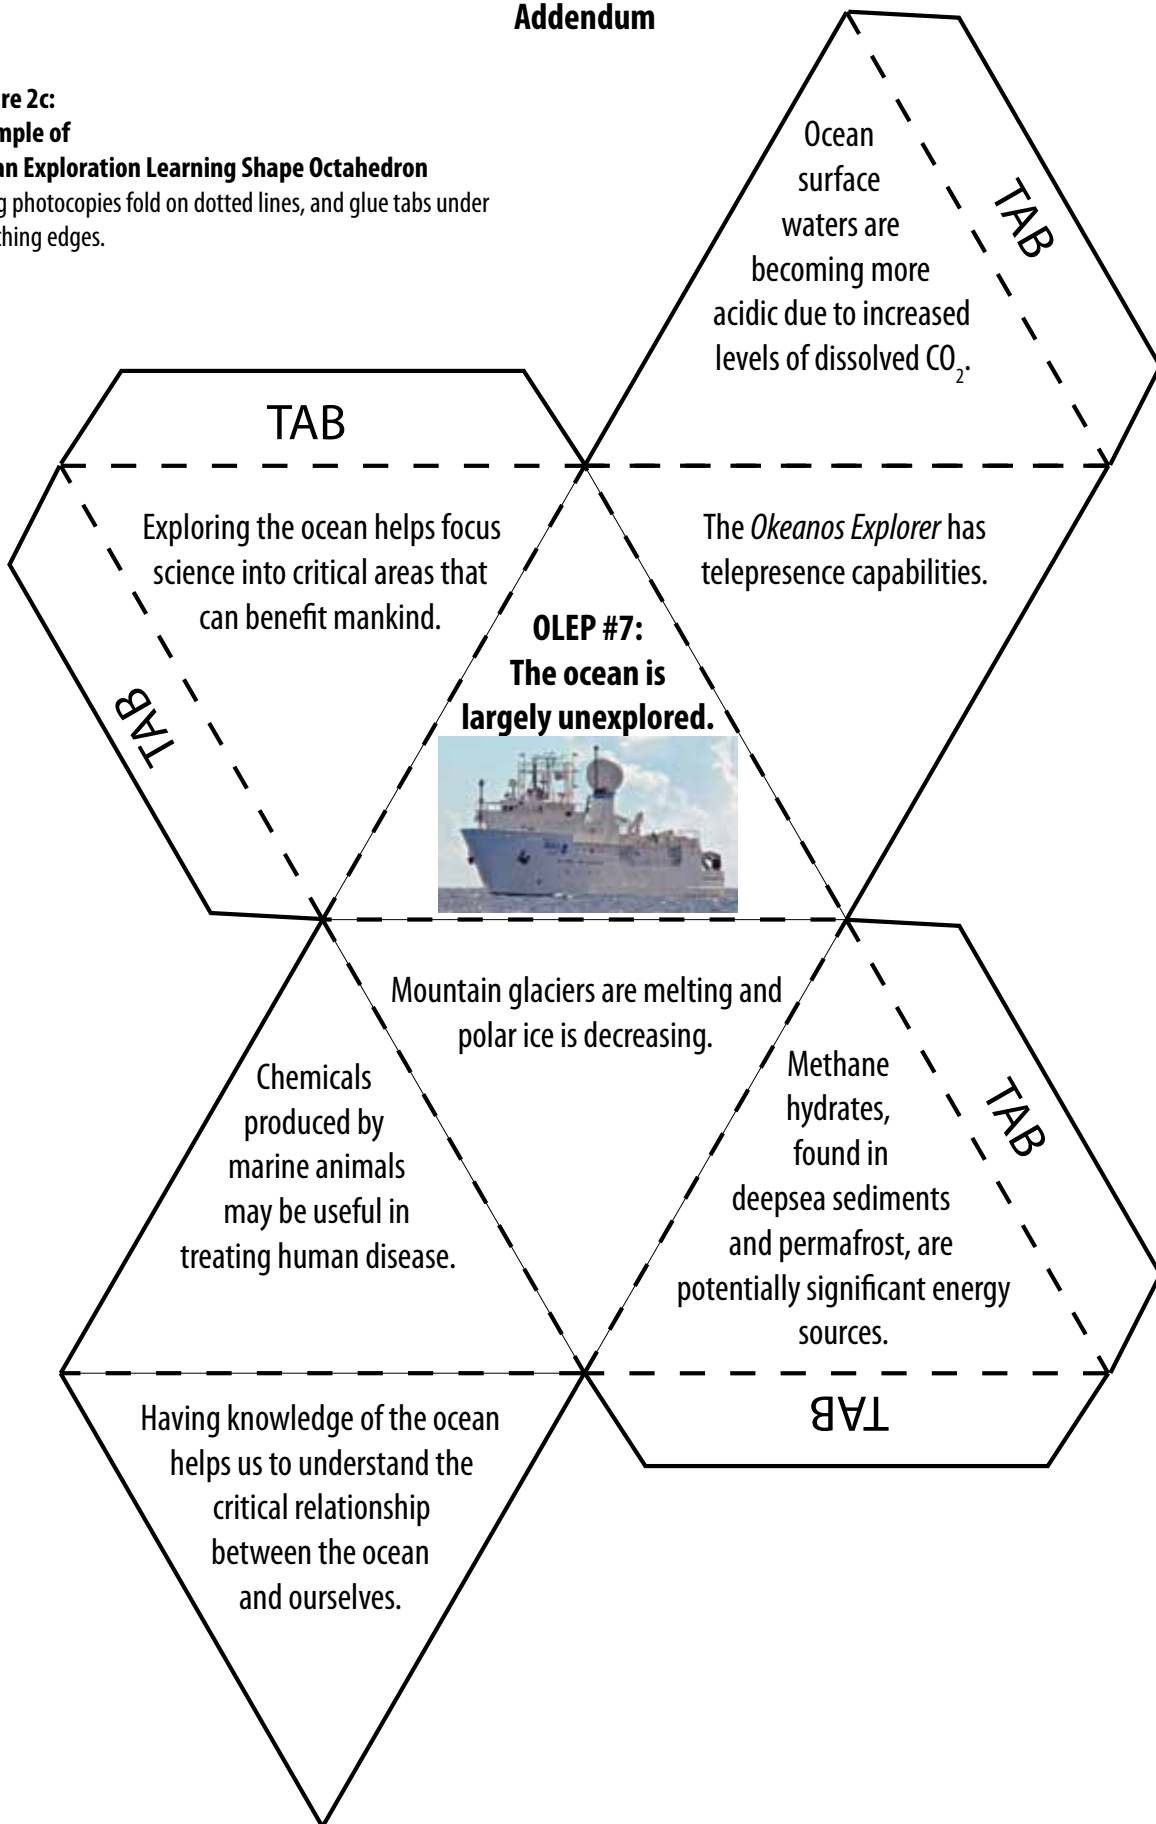 Addendum
re 2c:
mple of
an Exploration Learning Shape Octahedron
g photocopies fold on dotted lines, and glue tabs under
thing edges.
Ocean
surface
waters are
becoming more
acidic due to increased
levels of dissolved CO₂.
TAB
TAB
Exploring the ocean helps focus
science into critical areas that
can benefit mankind.
TAB
The Okeanos Explorer has
telepresence capabilities.
OLEP #7:
The ocean is
largely unexplored.
Mountain glaciers are melting and
polar ice is decreasing.
Chemicals
produced by
marine animals
may be useful in
treating human disease.
Methane
hydrates,
found in
deepsea sediments
and permafrost, are
potentially significant energy
sources.
TAB
TAB
Having knowledge of the ocean
helps us to understand the
critical relationship
between the ocean
and ourselves.